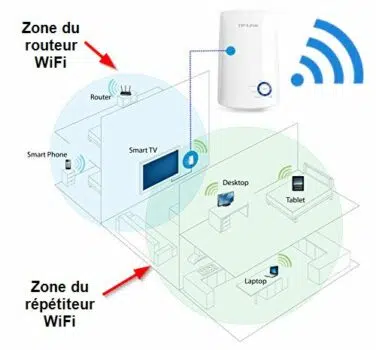 Zone du
routeur
WiFi
TP-LINK
Router
Smart Phone
Smart TV
Desktop
Tablet
Laptop
Zone du
répétiteur
WiFi